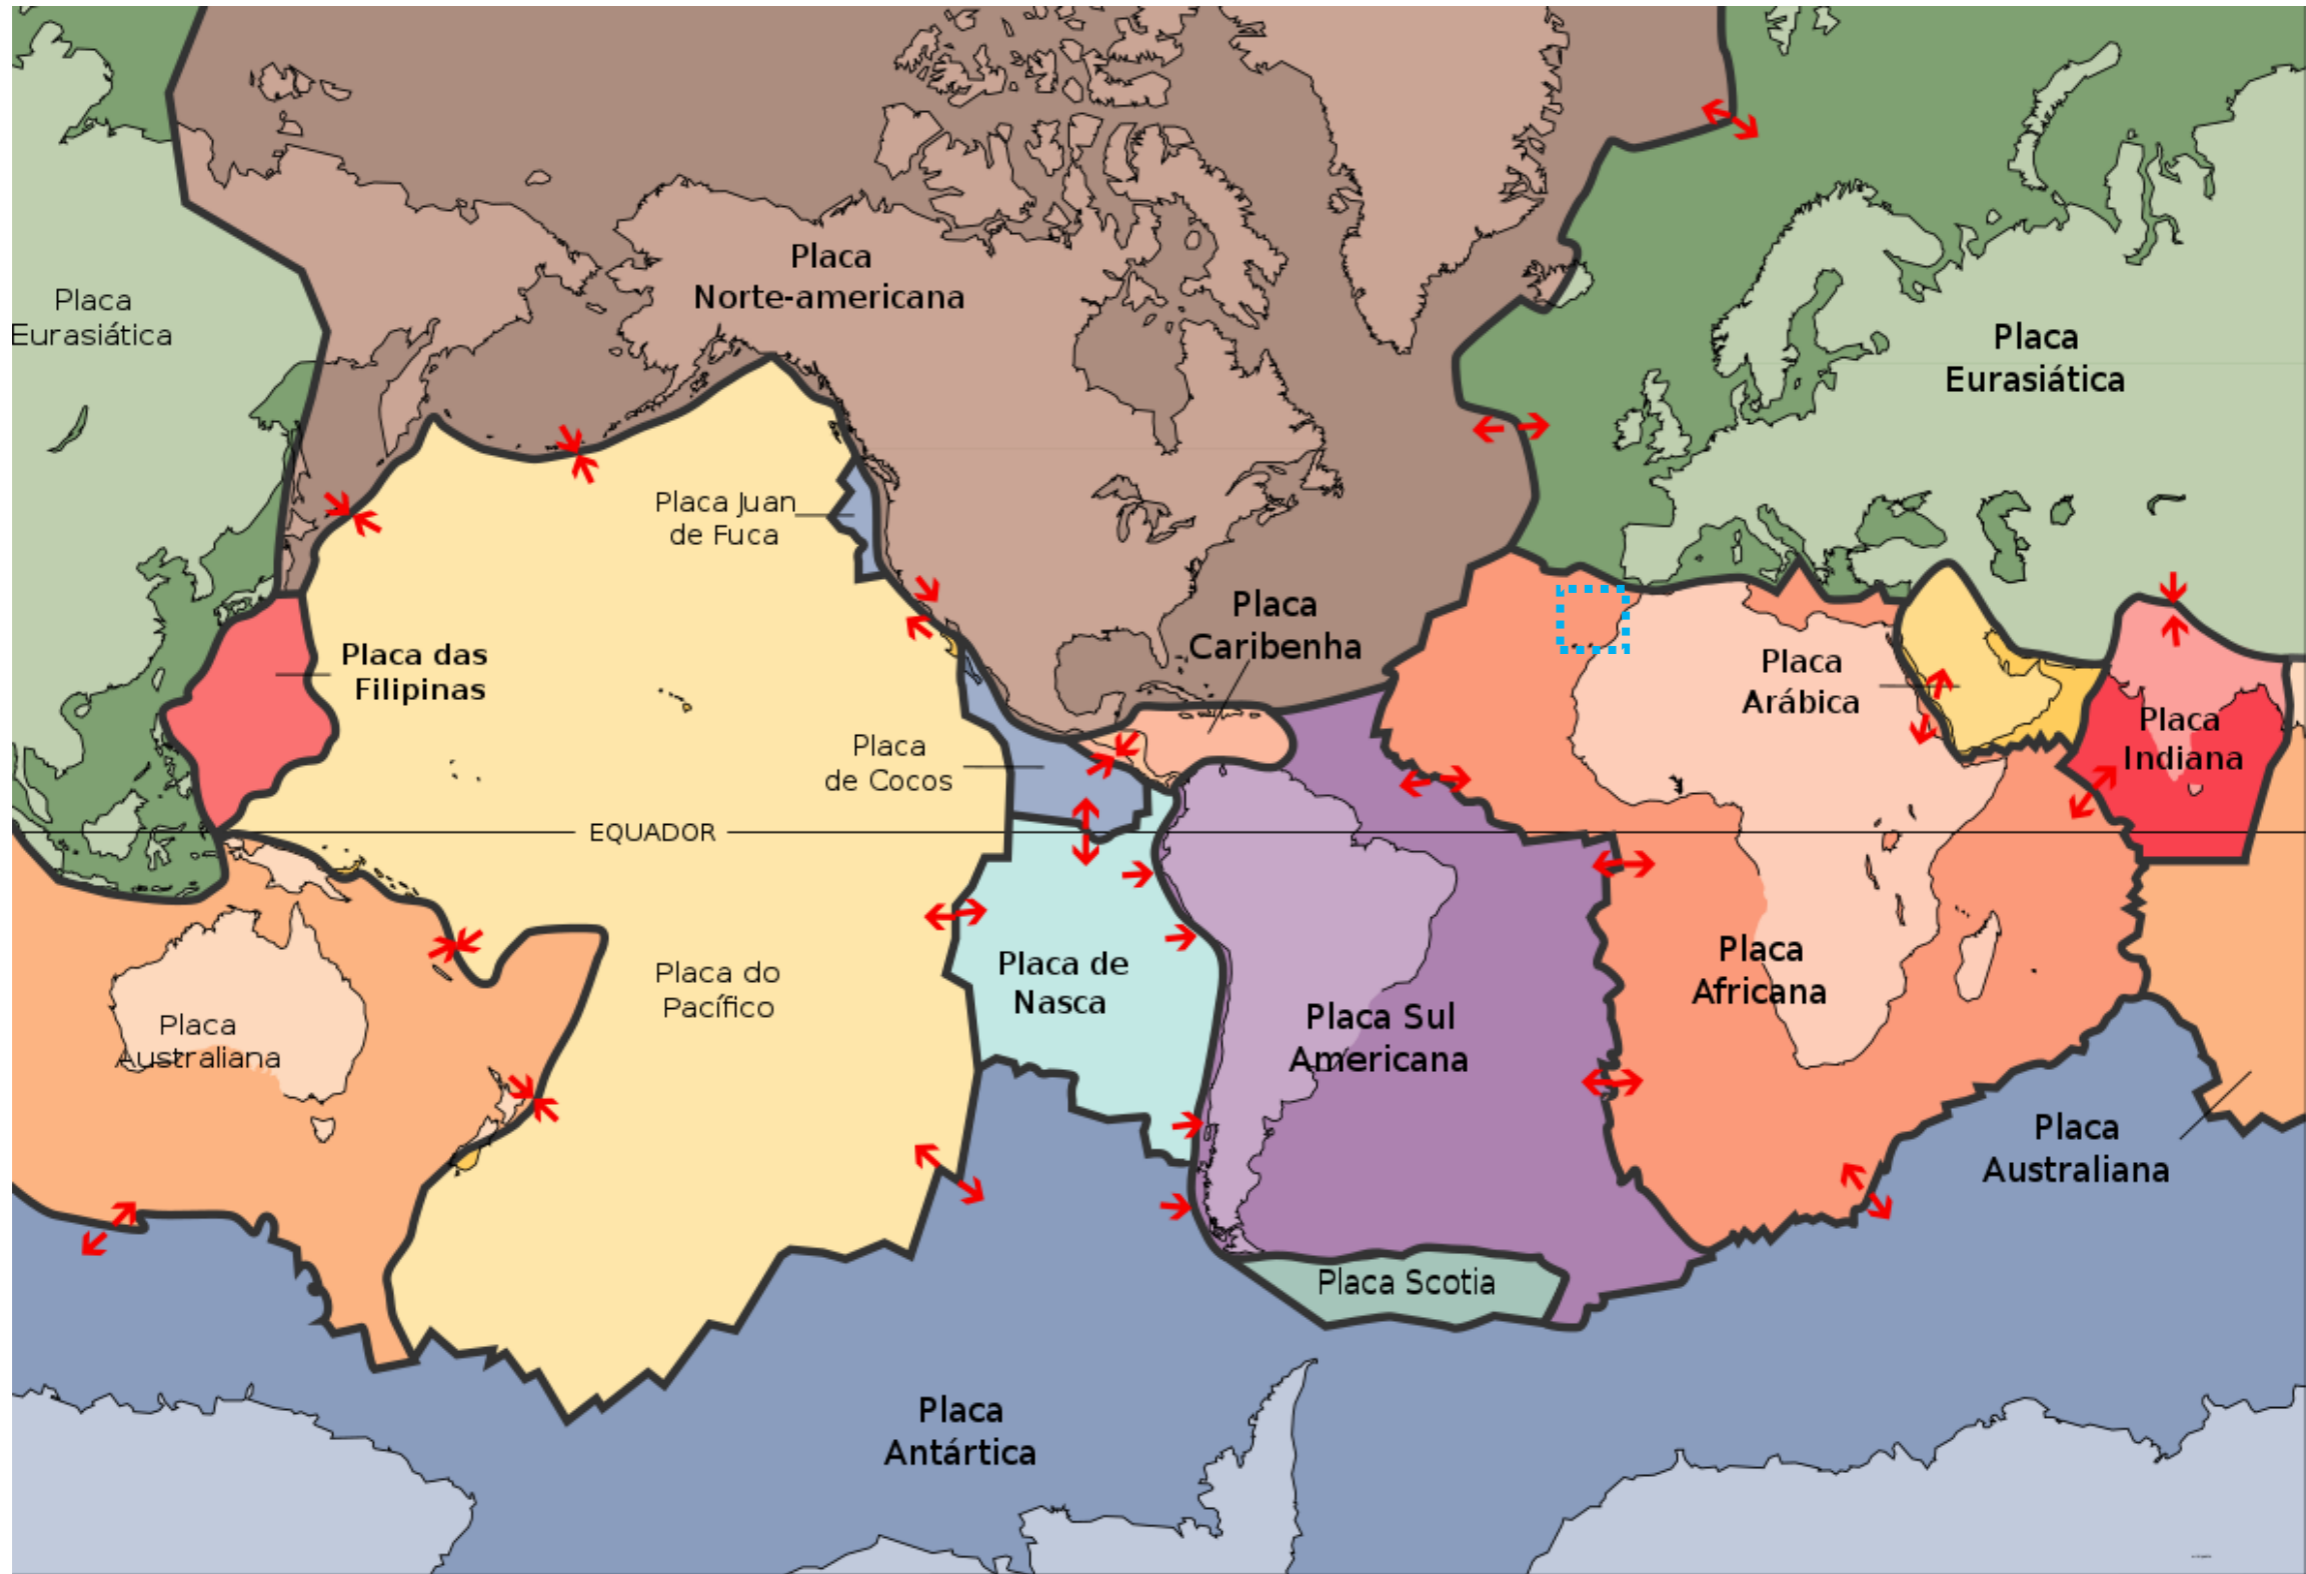 Placa
Norte-americana
Placa
Eurasiática
Placa
Eurasiática
Placa Juan
de Fuca
Placa
Caribenha
Placa das
Filipinas
Placa
Arábica
Placa
Indiana
Placa
de Cocos
EQUADOR
Placa de
Nasca
Placa
Africana
Placa do
Pacífico
Placa Sul
Americana
Placa
Australiana
Placa
Australiana
Placa Scotia
Placa
Antártica